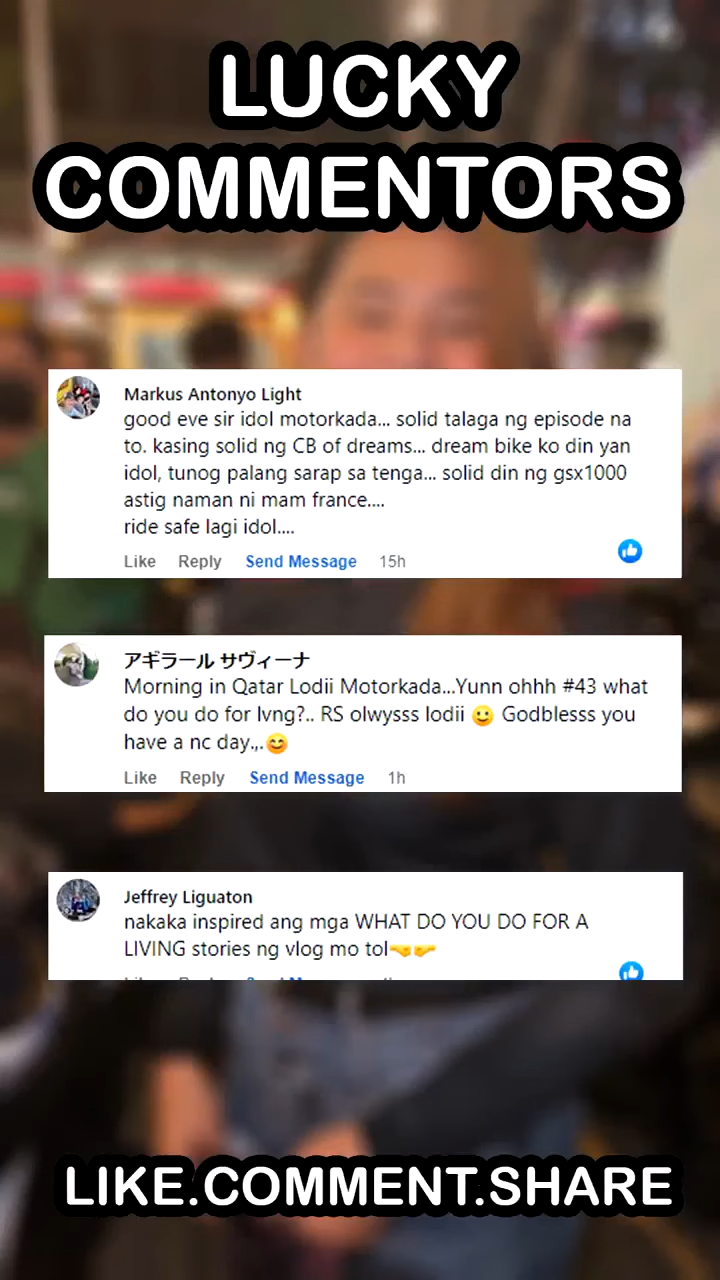 LUCKY
COMMENTORS
Markus Antonyo Light
good eve sir idol motorkada... solid talaga ng episode na
to. kasing solid ng CB of dreams... dream bike ko din yan
idol, tunog palang sarap sa tenga... solid din ng gsx1000
astig naman ni mam france....
ride safe lagi idol....
Like Reply Send Message 15h
アギラール サヴィーナ
Morning in Qatar Lodii Motorkada...Yunn ohhh #43 what
do you do for lvng?.. RS olwysss lodii 🙂 Godblesss you
have a nc day.,.😊
Like Reply Send Message 1h
Jeffrey Liguaton
nakaka inspired ang mga WHAT DO YOU DO FOR A
LIVING stories ng vlog mo tol🤜🤛
LIKE.COMMENT.SHARE